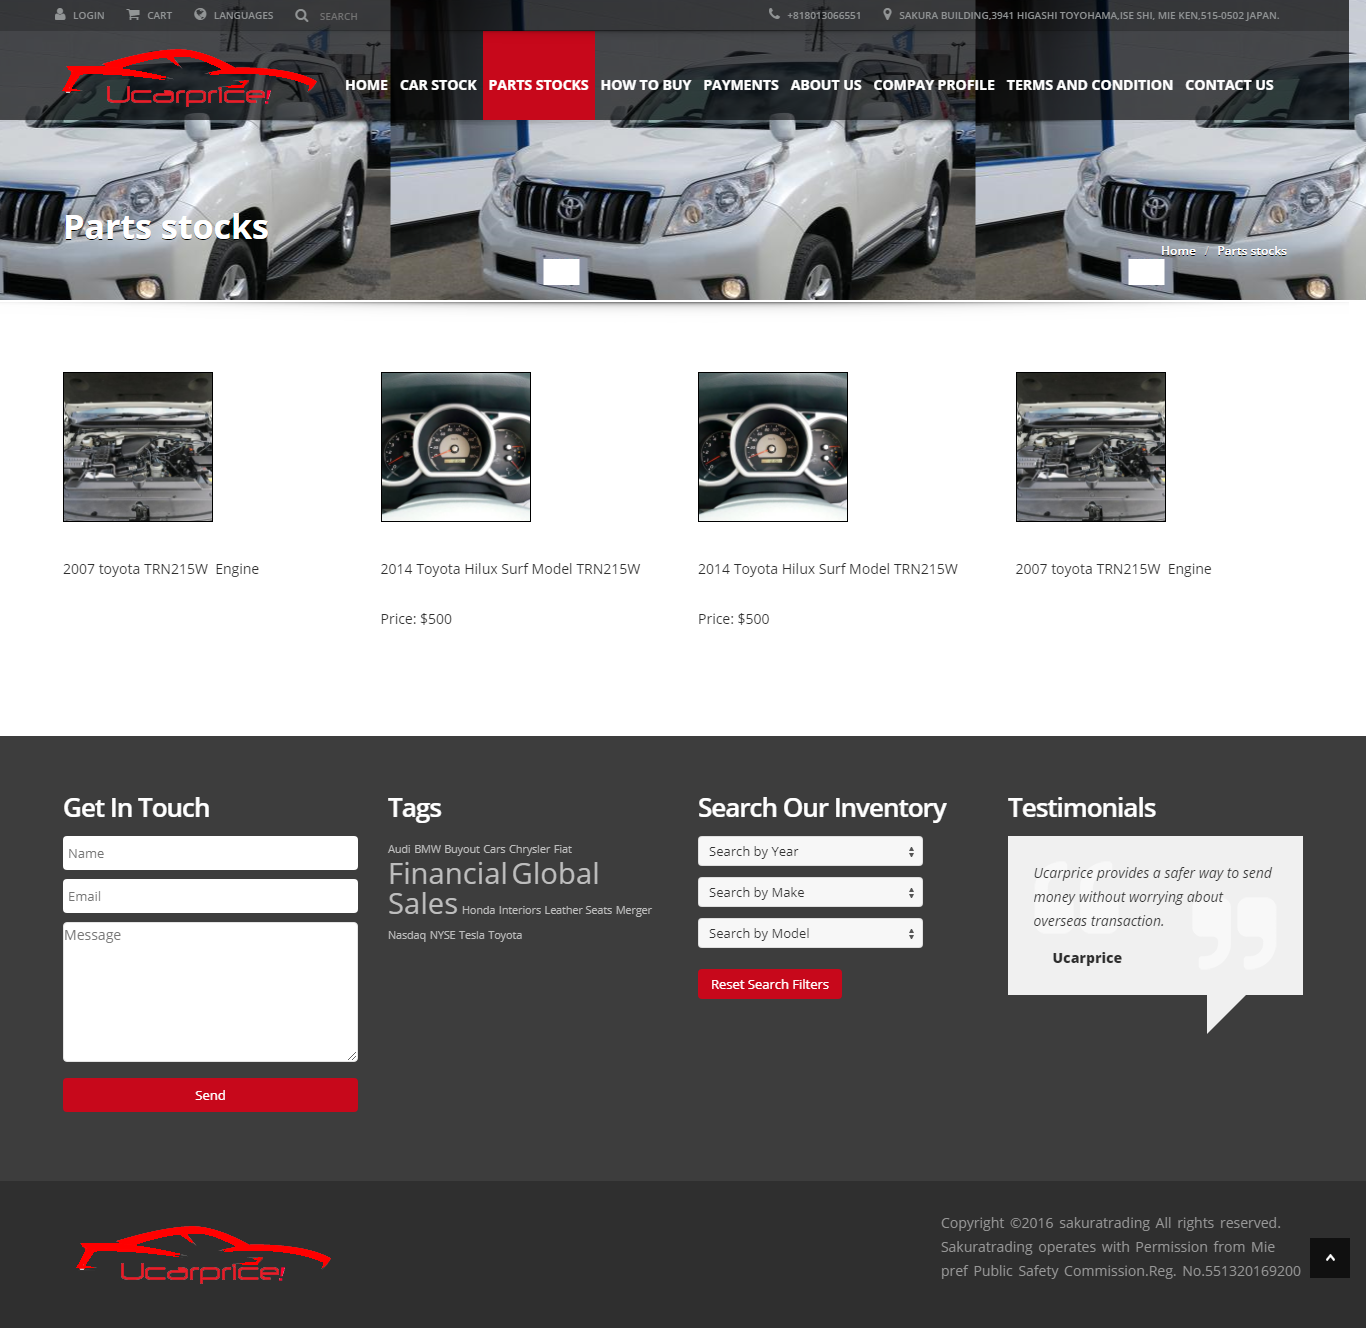 LOGIN CART LANGUAGES SEARCH +818013066551 SAKURA BUILDING,3941 HIGASHI TOYOHAMA,ISE SHI, MIE KEN,515-0502 JAPAN.
Ucarprice!
HOME CAR STOCK PARTS STOCKS HOW TO BUY PAYMENTS ABOUT US COMPAY PROFILE TERMS AND CONDITION CONTACT US
Parts stocks
Home / Parts stocks
2007 toyota TRN215W Engine
2014 Toyota Hilux Surf Model TRN215W
Price: $500
2014 Toyota Hilux Surf Model TRN215W
Price: $500
2007 toyota TRN215W Engine
Get In Touch
Name
Email
Message
Send
Tags
Audi BMW Buyout Cars Chrysler Fiat
Financial Global
Sales Honda Interiors Leather Seats Merger
Nasdaq NYSE Tesla Toyota
Search Our Inventory
Search by Year
Search by Make
Search by Model
Reset Search Filters
Testimonials
Ucarprice provides a safer way to send
money without worrying about
overseas transaction.
Ucarprice
Ucarprice!
Copyright ©2016 sakuratrading All rights reserved.
Sakuratrading operates with Permission from Mie
pref Public Safety Commission.Reg. No.551320169200